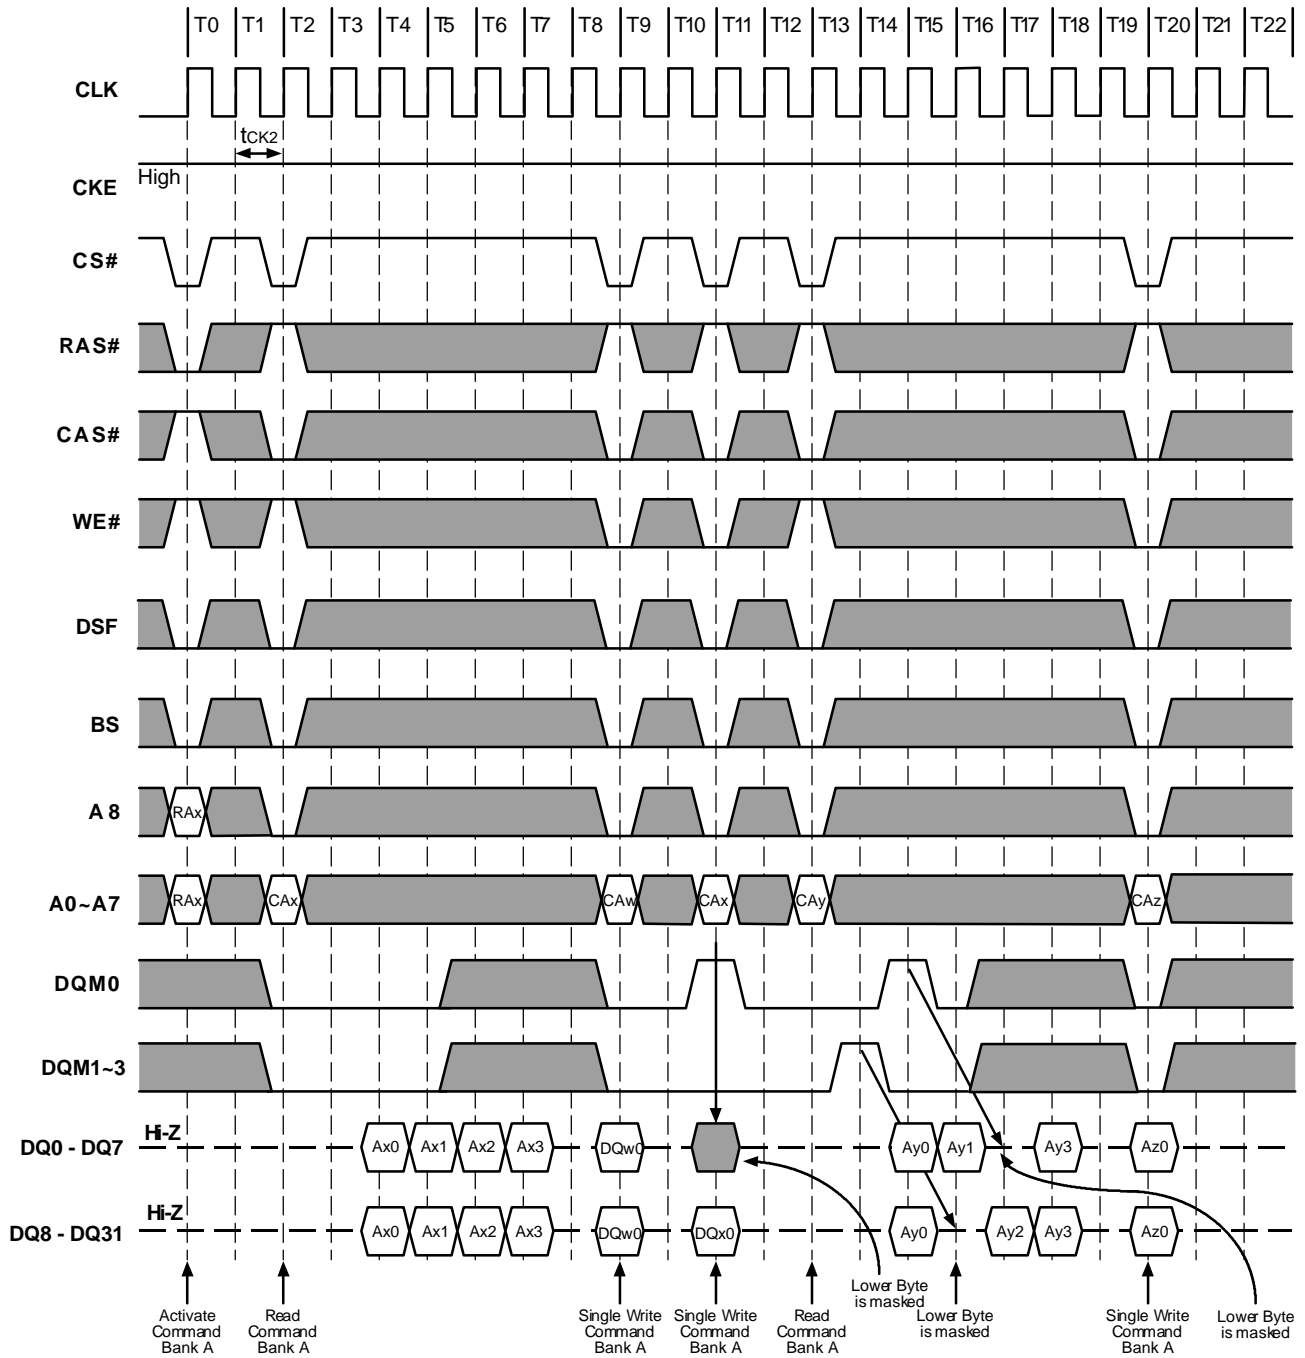 T0 T1 T2 T3 T4 T5 T6 T7 T8 T9 T10 T11 T12 T13 T14 T15 T16 T17 T18 T19 T20 T21 T22
CLK
tCK2
High
CKE
CS#
RAS#
CAS#
WE#
DSF
BS
A8 RAx
A0~A7 RAx CAx CAw CAx CAy CAz
DQM0
DQM1~3
Hi-Z
DQ0 - DQ7 Ax0 Ax1 Ax2 Ax3 DQw0 Ay0 Ay1 Ay3 Az0
Hi-Z
DQ8 - DQ31 Ax0 Ax1 Ax2 Ax3 DQw0 DQx0 Ay0 Ay2 Ay3 Az0
Activate
Command
Bank A
Read
Command
Bank A
Single Write
Command
Bank A
Single Write
Command
Bank A
Read
Command
Bank A
Lower Byte
is masked
Lower Byte
is masked
Single Write
Command
Bank A
Lower Byte
is masked